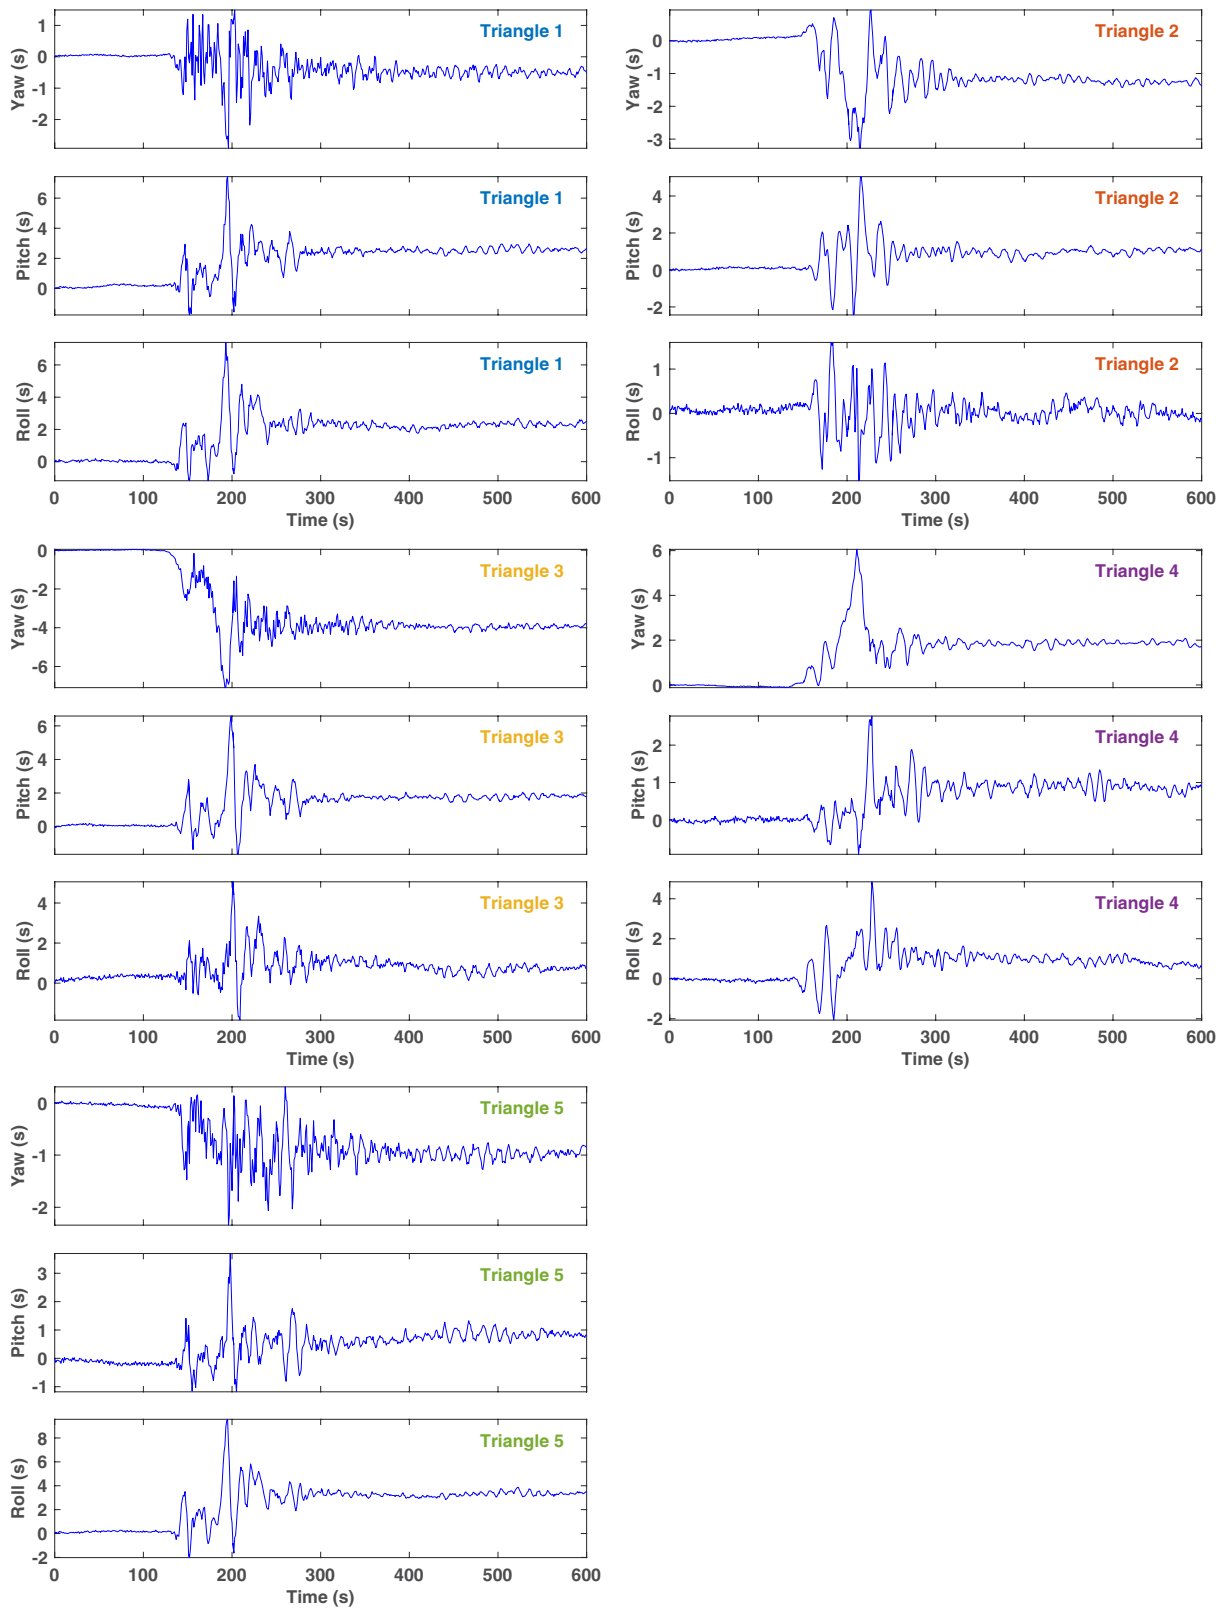 Yaw (s)
1
0
-1
-2
Triangle 1
Yaw (s)
0
-1
-2
-3
Triangle 2
Pitch (s)
6
4
2
0
Triangle 1
Pitch (s)
4
2
0
-2
Triangle 2
Roll (s)
6
4
2
0
Triangle 1
0 100 200 300 400 500 600
Time (s)
Roll (s)
1
0
-1
Triangle 2
0 100 200 300 400 500 600
Time (s)
Yaw (s)
0
-2
-4
-6
Triangle 3
Yaw (s)
6
4
2
0
Triangle 4
Pitch (s)
6
4
2
0
Triangle 3
Pitch (s)
2
1
0
Triangle 4
Roll (s)
4
2
0
Triangle 3
0 100 200 300 400 500 600
Time (s)
Roll (s)
4
2
0
-2
Triangle 4
0 100 200 300 400 500 600
Time (s)
Yaw (s)
0
-1
-2
Triangle 5
Pitch (s)
3
2
1
0
-1
Triangle 5
Roll (s)
8
6
4
2
0
-2
Triangle 5
0 100 200 300 400 500 600
Time (s)